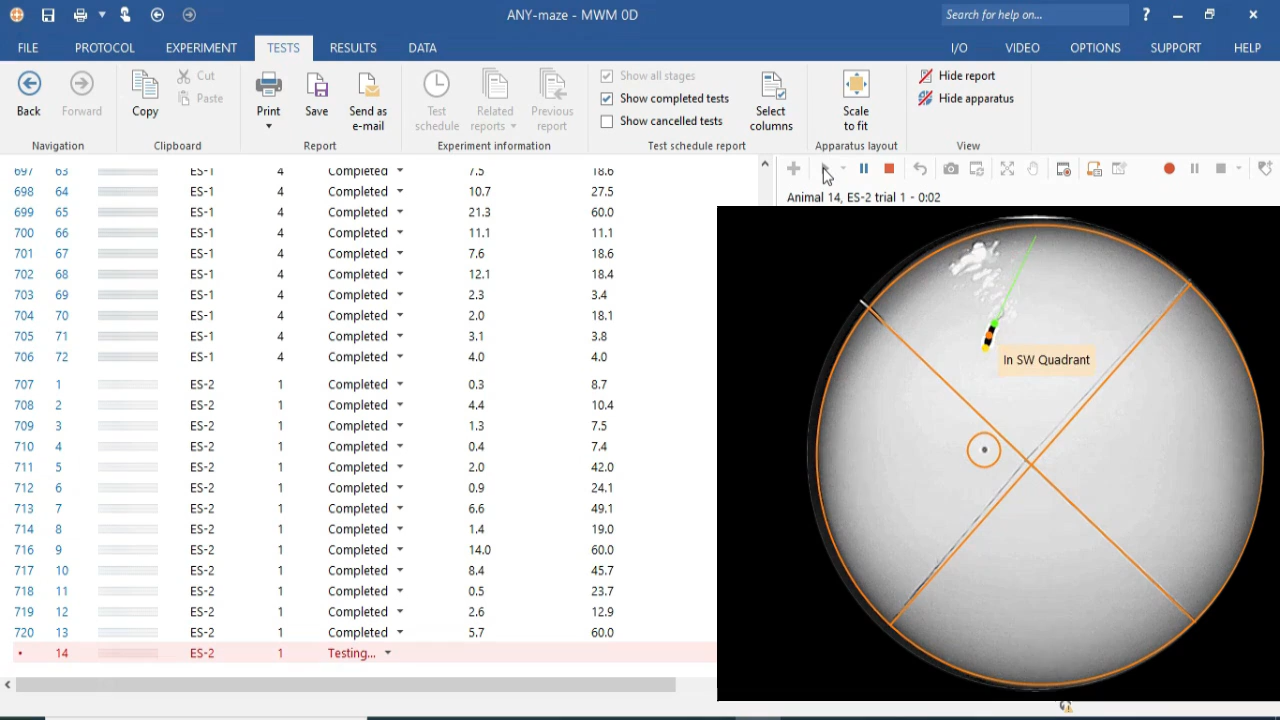 ANY-maze - MWM 0D
Search for help on...
?
FILE PROTOCOL EXPERIMENT TESTS RESULTS DATA I/O VIDEO OPTIONS SUPPORT HELP
Back Forward Copy Cut Paste Print Save Send as e-mail Test schedule Related reports Previous report Show all stages Show completed tests Show cancelled tests Select columns Scale to fit Hide report Hide apparatus
Navigation Clipboard Report Experiment information Test schedule report Apparatus layout View
697 63 ES-1 4 Completed 7.5 18.6
698 64 ES-1 4 Completed 10.7 27.5
699 65 ES-1 4 Completed 21.3 60.0
700 66 ES-1 4 Completed 11.1 11.1
701 67 ES-1 4 Completed 7.6 18.6
702 68 ES-1 4 Completed 12.1 18.4
703 69 ES-1 4 Completed 2.3 3.4
704 70 ES-1 4 Completed 2.0 18.1
705 71 ES-1 4 Completed 3.1 3.8
706 72 ES-1 4 Completed 4.0 4.0
707 1 ES-2 1 Completed 0.3 8.7
708 2 ES-2 1 Completed 4.4 10.4
709 3 ES-2 1 Completed 1.3 7.5
710 4 ES-2 1 Completed 0.4 7.4
711 5 ES-2 1 Completed 2.0 42.0
712 6 ES-2 1 Completed 0.9 24.1
713 7 ES-2 1 Completed 6.6 49.1
714 8 ES-2 1 Completed 1.4 19.0
716 9 ES-2 1 Completed 14.0 60.0
717 10 ES-2 1 Completed 8.4 45.7
718 11 ES-2 1 Completed 0.5 23.7
719 12 ES-2 1 Completed 2.6 12.9
720 13 ES-2 1 Completed 5.7 60.0
• 14 ES-2 1 Testing...
Animal 14, ES-2 trial 1 - 0:02
In SW Quadrant